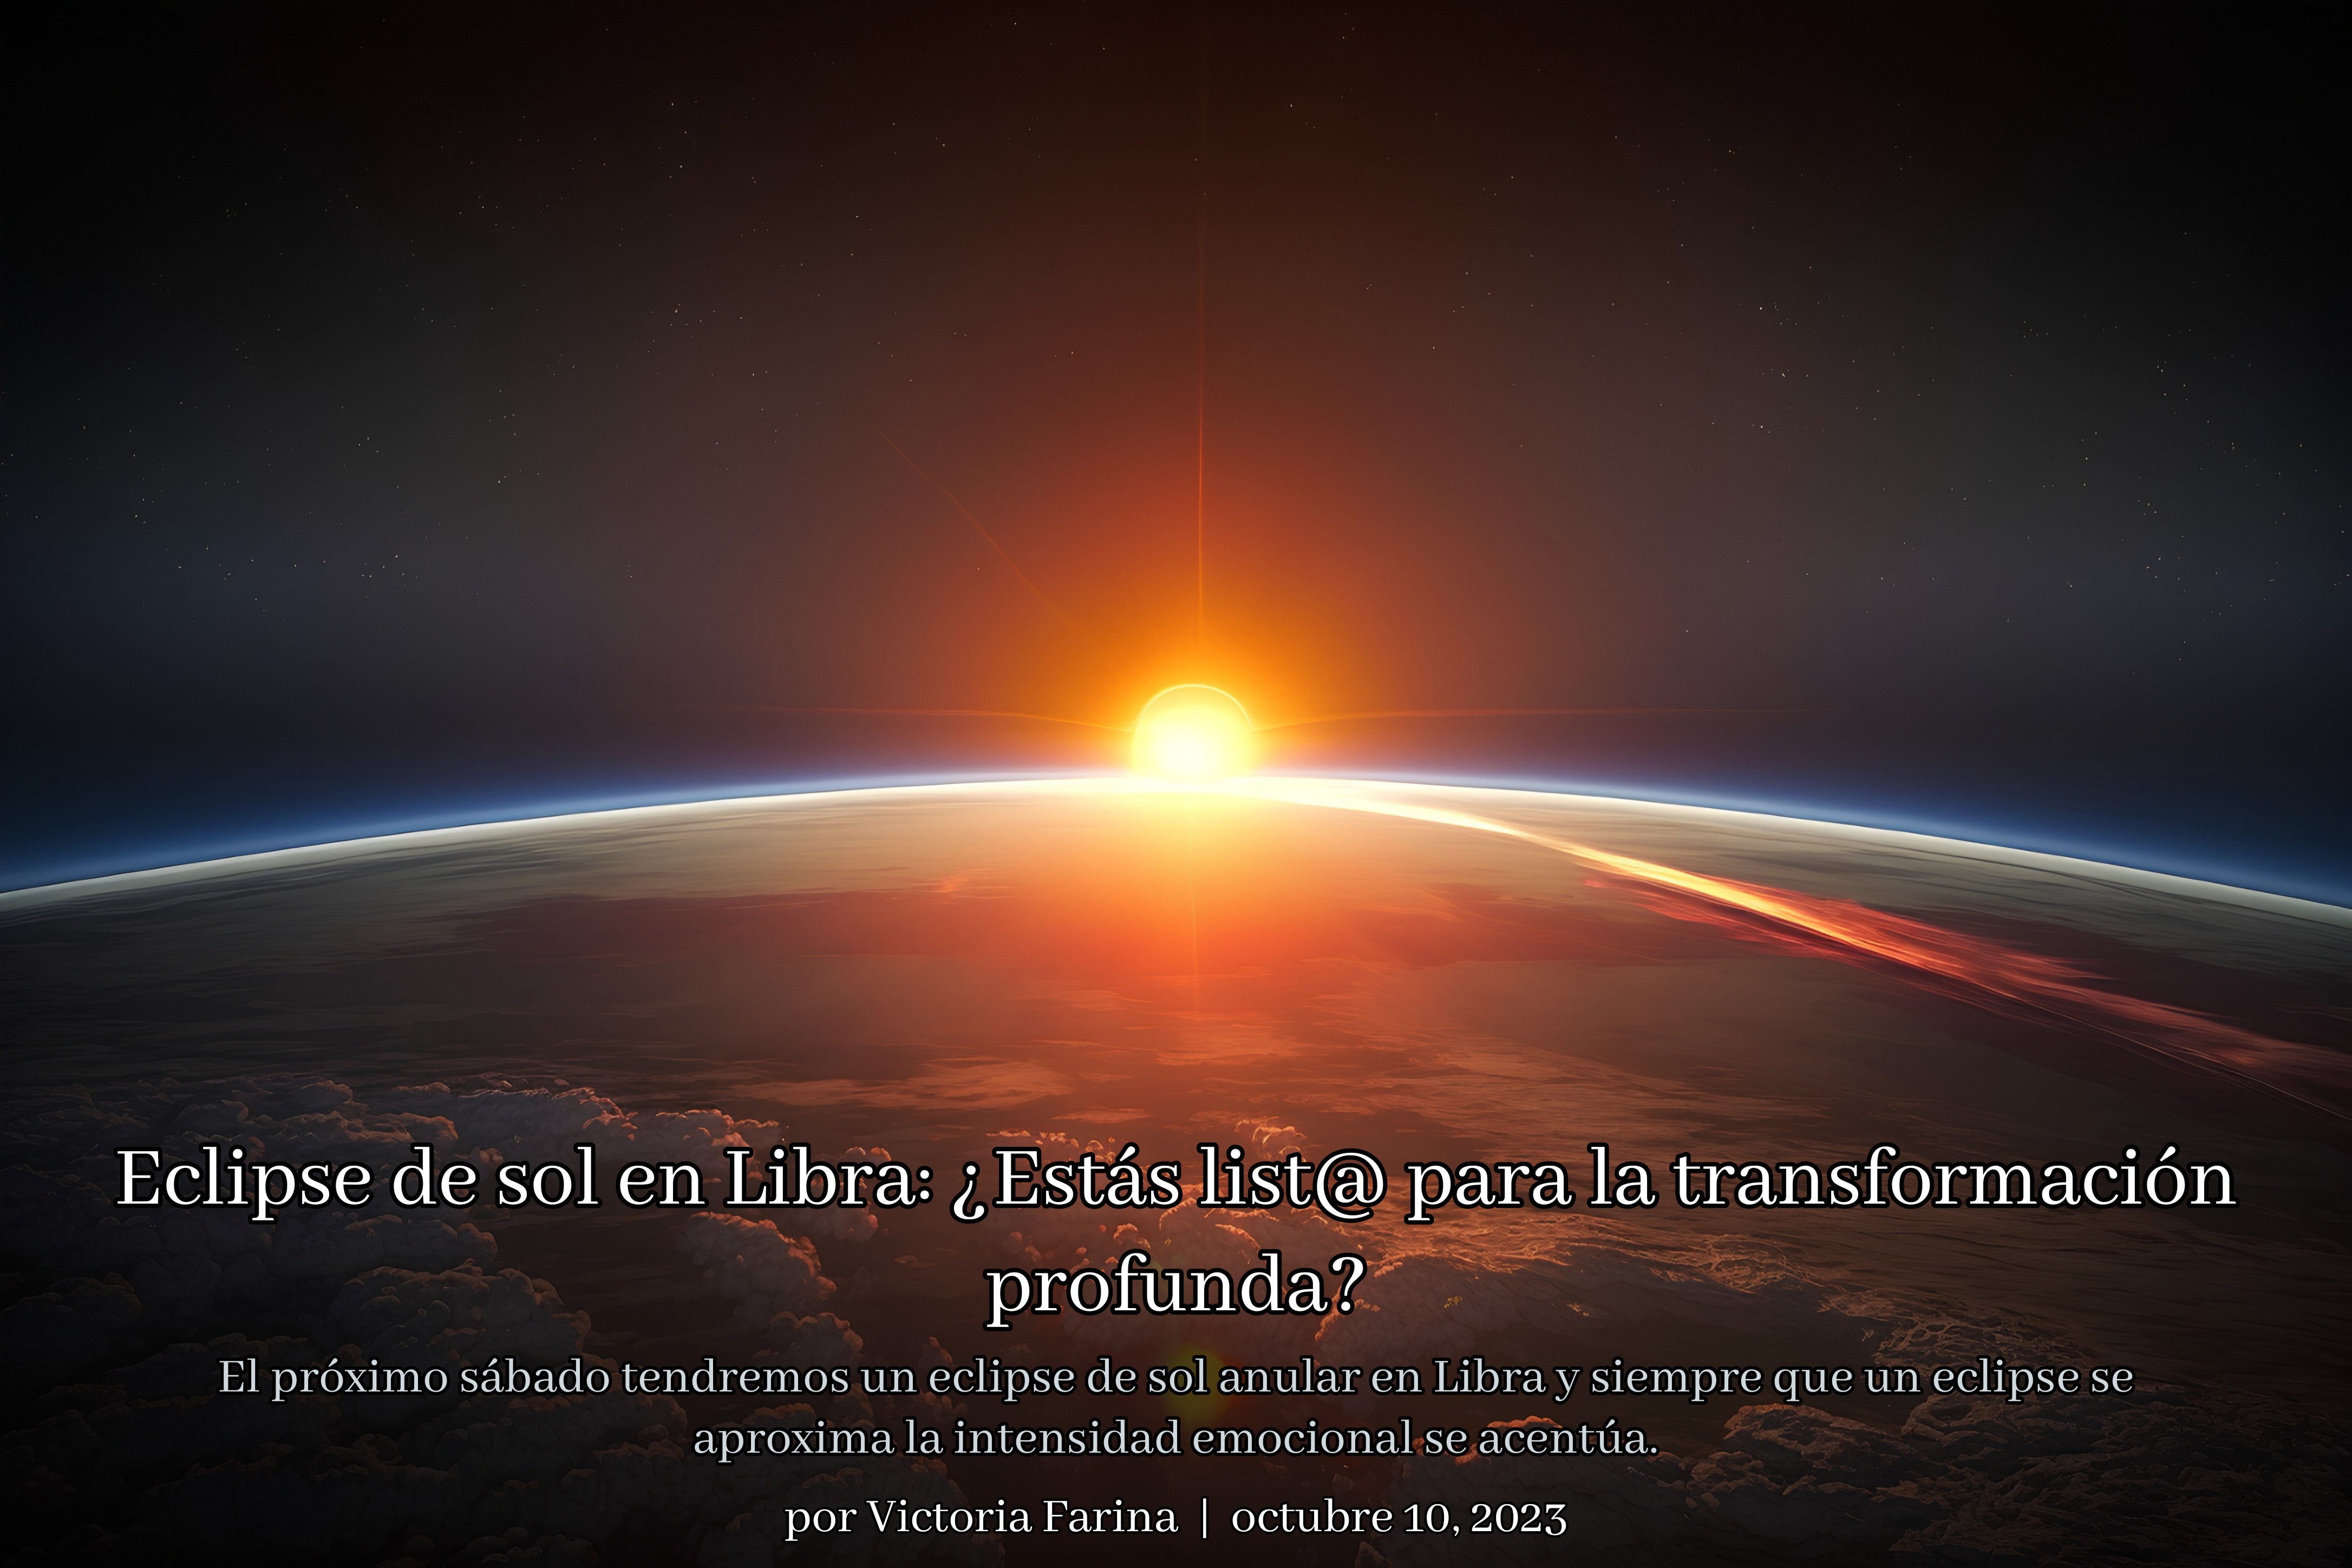 Eclipse de sol en Libra: ¿Estás list@ para la transformación
profunda?
El próximo sábado tendremos un eclipse de sol anular en Libra y siempre que un eclipse se
aproxima la intensidad emocional se acentúa.
por Victoria Farina | octubre 10, 2023